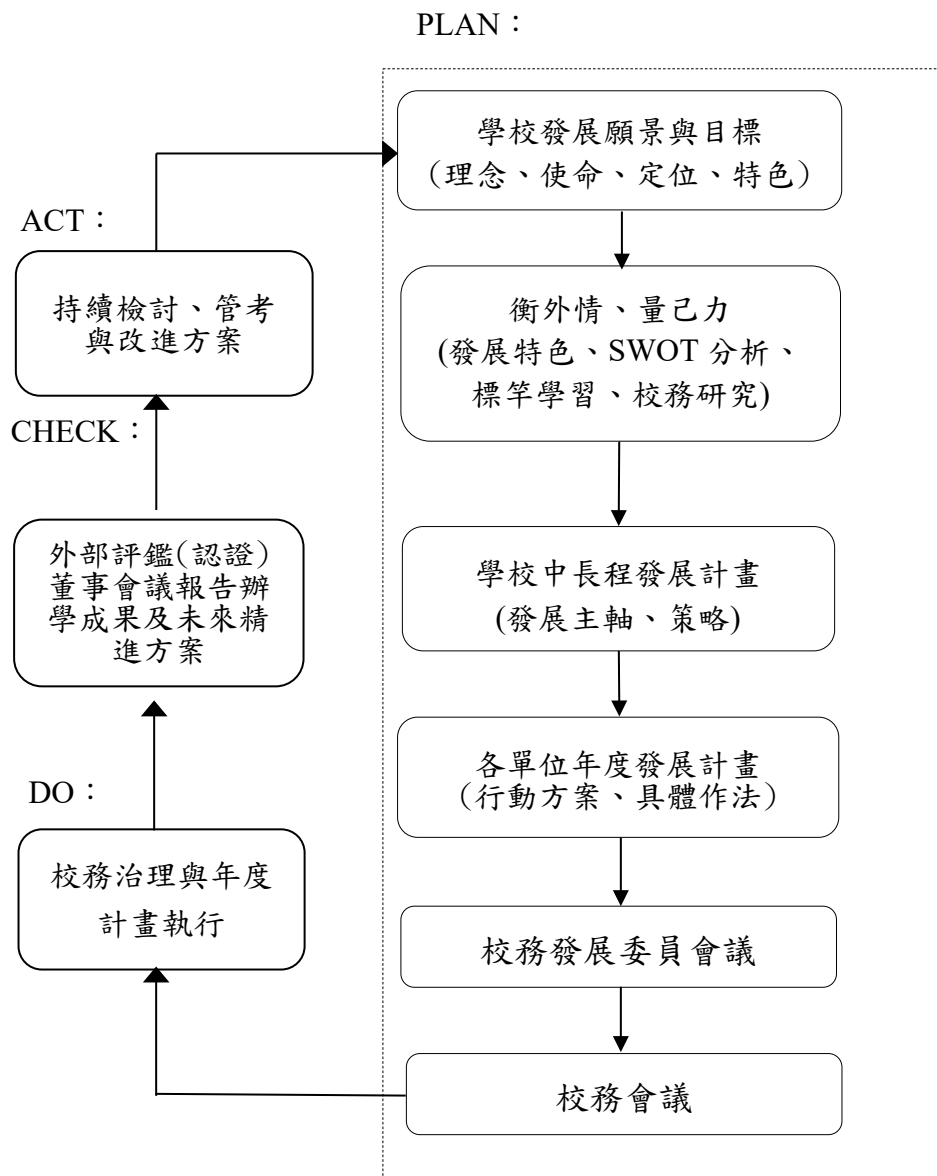 PLAN：
學校發展願景與目標
（理念、使命、定位、特色）
衡外情、量己力
(發展特色、SWOT 分析、
標竿學習、校務研究)
學校中長程發展計畫
(發展主軸、策略)
各單位年度發展計畫
（行動方案、具體作法）
校務發展委員會議
校務會議
DO：
校務治理與年度
計畫執行
CHECK：
外部評鑑(認證)
董事會議報告辦
學成果及未來精
進方案
ACT：
持續檢討、管考
與改進方案